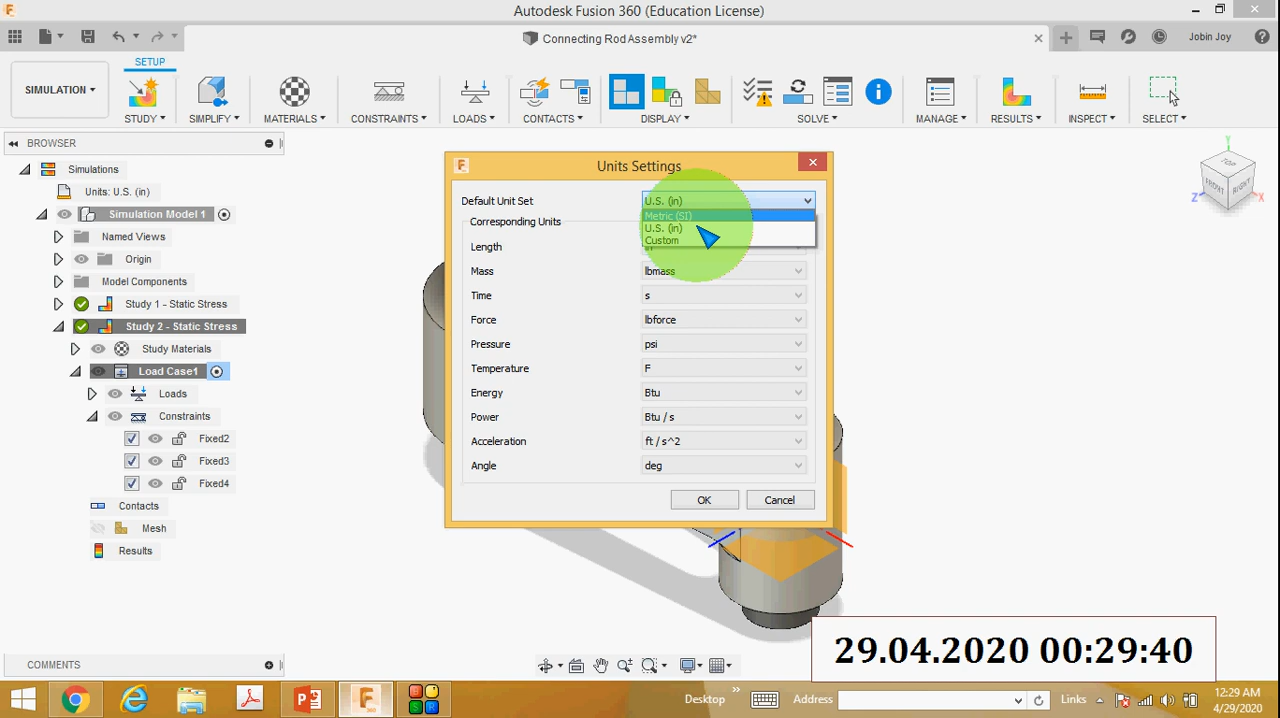 Autodesk Fusion 360 (Education License)
Connecting Rod Assembly v2*
Jobin Joy
SETUP
SIMULATION
STUDY
SIMPLIFY
MATERIALS
CONSTRAINTS
LOADS
CONTACTS
DISPLAY
SOLVE
MANAGE
RESULTS
INSPECT
SELECT
BROWSER
Simulations
Units: U.S. (in)
Simulation Model 1
Named Views
Origin
Model Components
Study 1 - Static Stress
Study 2 - Static Stress
Study Materials
Load Case1
Loads
Constraints
Fixed2
Fixed3
Fixed4
Contacts
Mesh
Results
Units Settings
Default Unit Set U.S. (in)
Metric (SI)
U.S. (in)
Custom
Corresponding Units
Length
Mass lbmass
Time s
Force lbforce
Pressure psi
Temperature F
Energy Btu
Power Btu / s
Acceleration ft / s^2
Angle deg
OK Cancel
TOP
FRONT
RIGHT
Y
Z
X
COMMENTS
29.04.2020 00:29:40
Desktop
Address
Links
12:29 AM
4/29/2020